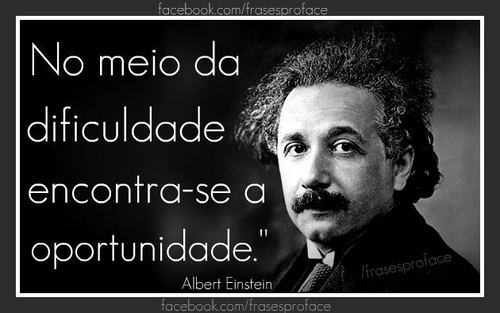 facebook.com/frasesproface
No meio da
dificuldade
encontra-se a
oportunidade."
Albert Einstein
/frasesproface
facebook.com/frasesproface